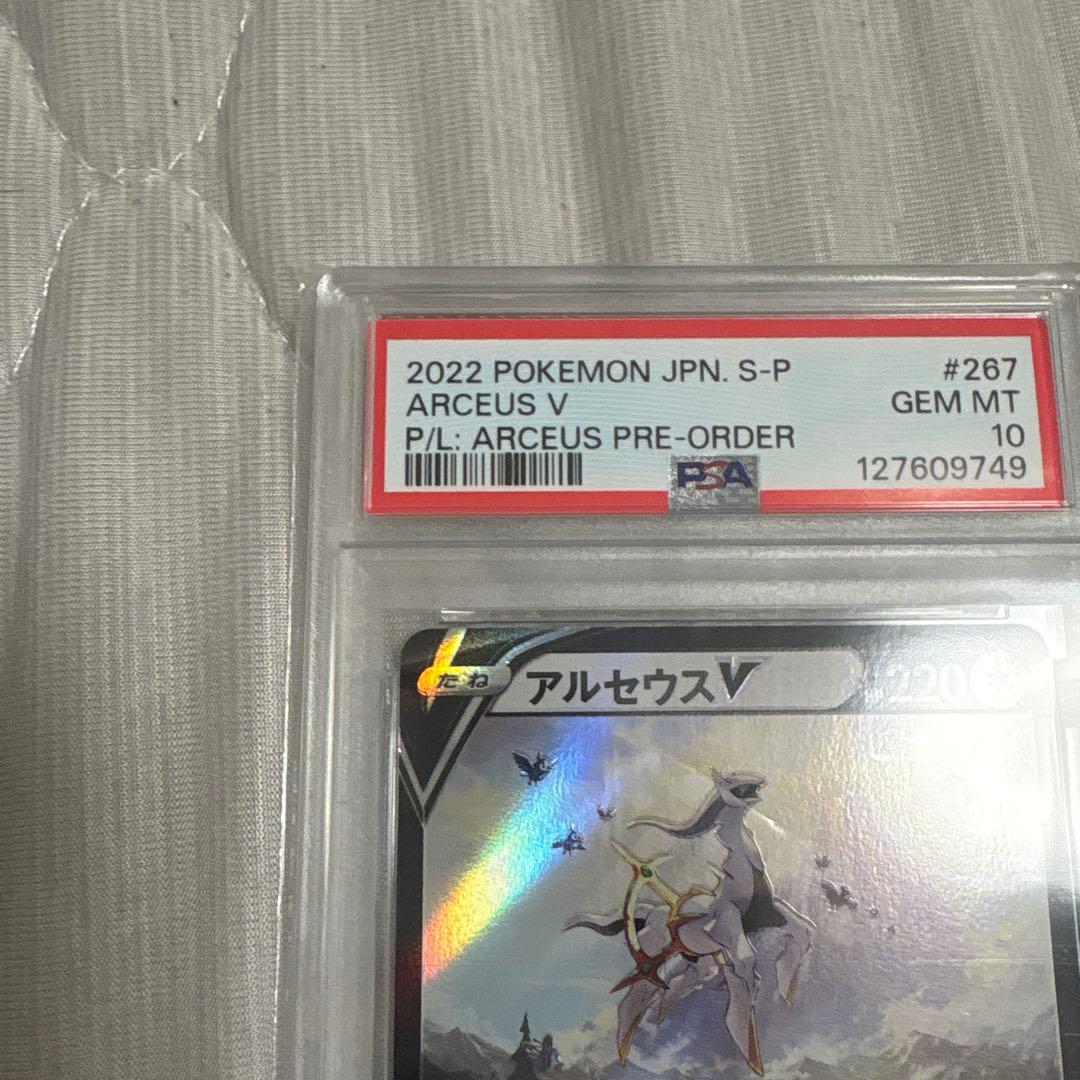 2022 POKEMON JPN. S-P #267
ARCEUS V GEM MT
P/L: ARCEUS PRE-ORDER 10
PSA 127609749
たね アルセウスV 220